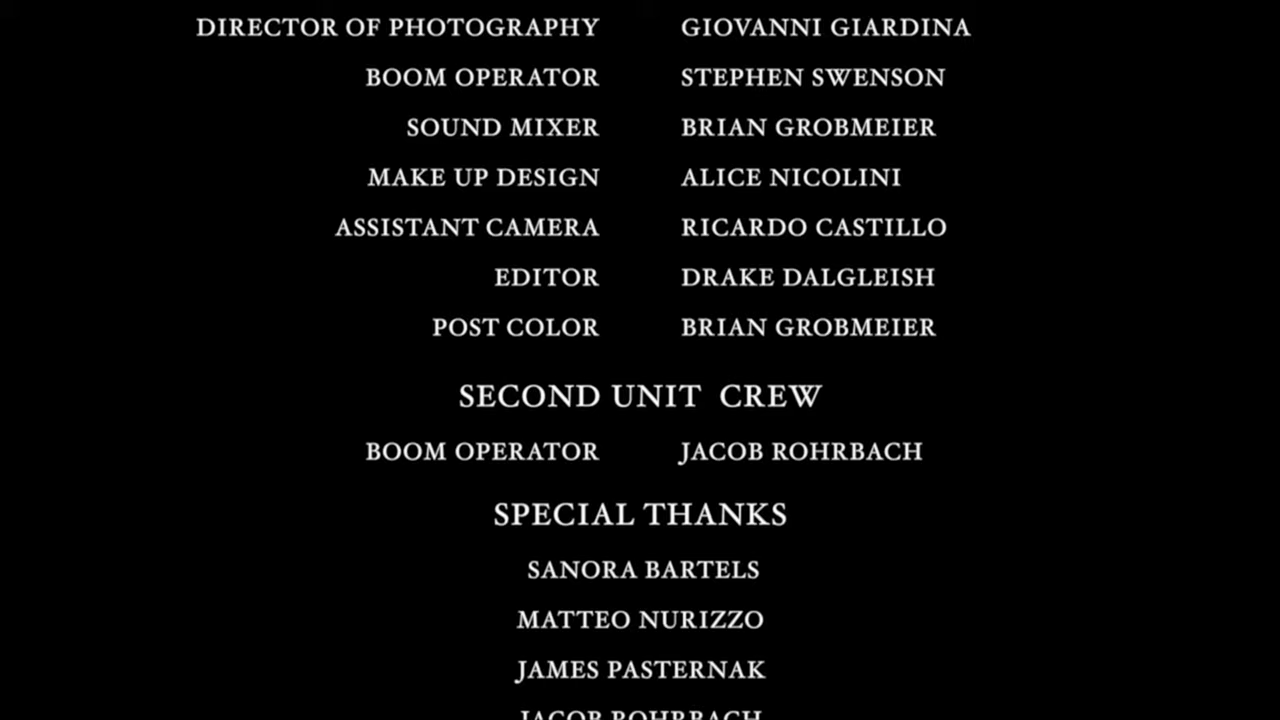 DIRECTOR OF PHOTOGRAPHY GIOVANNI GIARDINA
BOOM OPERATOR STEPHEN SWENSON
SOUND MIXER BRIAN GROBMEIER
MAKE UP DESIGN ALICE NICOLINI
ASSISTANT CAMERA RICARDO CASTILLO
EDITOR DRAKE DALGLEISH
POST COLOR BRIAN GROBMEIER
SECOND UNIT CREW
BOOM OPERATOR JACOB ROHRBACH
SPECIAL THANKS
SANORA BARTELS
MATTEO NURIZZO
JAMES PASTERNAK
JACOB ROHRBACH